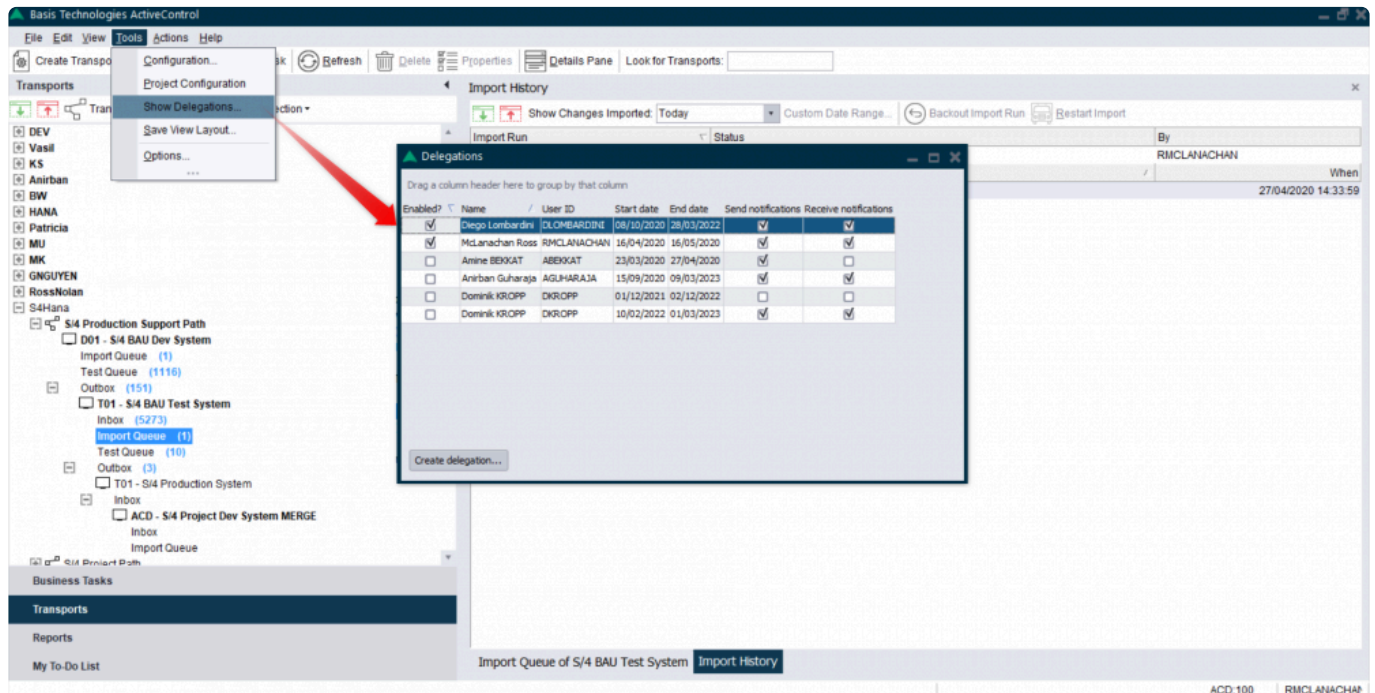 Basis Technologies ActiveControl
File Edit View Tools Actions Help
Create Transpo sk Refresh Delete Properties Details Pane Look for Transports:
Configuration...
Project Configuration
Show Delegations...
Save View Layout...
Options...
Transports
Tran ection
DEV
Vasil
KS
Anirban
BW
HANA
Patricia
MU
MK
GNGUYEN
RossNolan
S4Hana
S/4 Production Support Path
D01 - S/4 BAU Dev System
Import Queue (1)
Test Queue (1116)
Outbox (151)
T01 - S/4 BAU Test System
Inbox (5273)
Import Queue (1)
Test Queue (10)
Outbox (3)
T01 - S/4 Production System
Inbox
ACD - S/4 Project Dev System MERGE
Inbox
Import Queue
S/4 Project Path
Business Tasks
Transports
Reports
My To-Do List
Import History
Show Changes Imported: Today Custom Date Range... Backout Import Run Restart Import
Import Run Status By
RMCLANACHAN
When
27/04/2020 14:33:59
Delegations
Drag a column header here to group by that column
Enabled? Name User ID Start date End date Send notifications Receive notifications
Diego Lombardini DLOMBARDINI 08/10/2020 28/03/2022
McLanachan Ross RMCLANACHAN 16/04/2020 16/05/2020
Amine BEKKAT ABEKKAT 23/03/2020 27/04/2020
Anirban Guharaja AGUHARAJA 15/09/2020 09/03/2023
Dominik KROPP DKROPP 01/12/2021 02/12/2022
Dominik KROPP DKROPP 10/02/2022 01/03/2023
Create delegation...
Import Queue of S/4 BAU Test System Import History
ACD:100 RMCLANACHAN